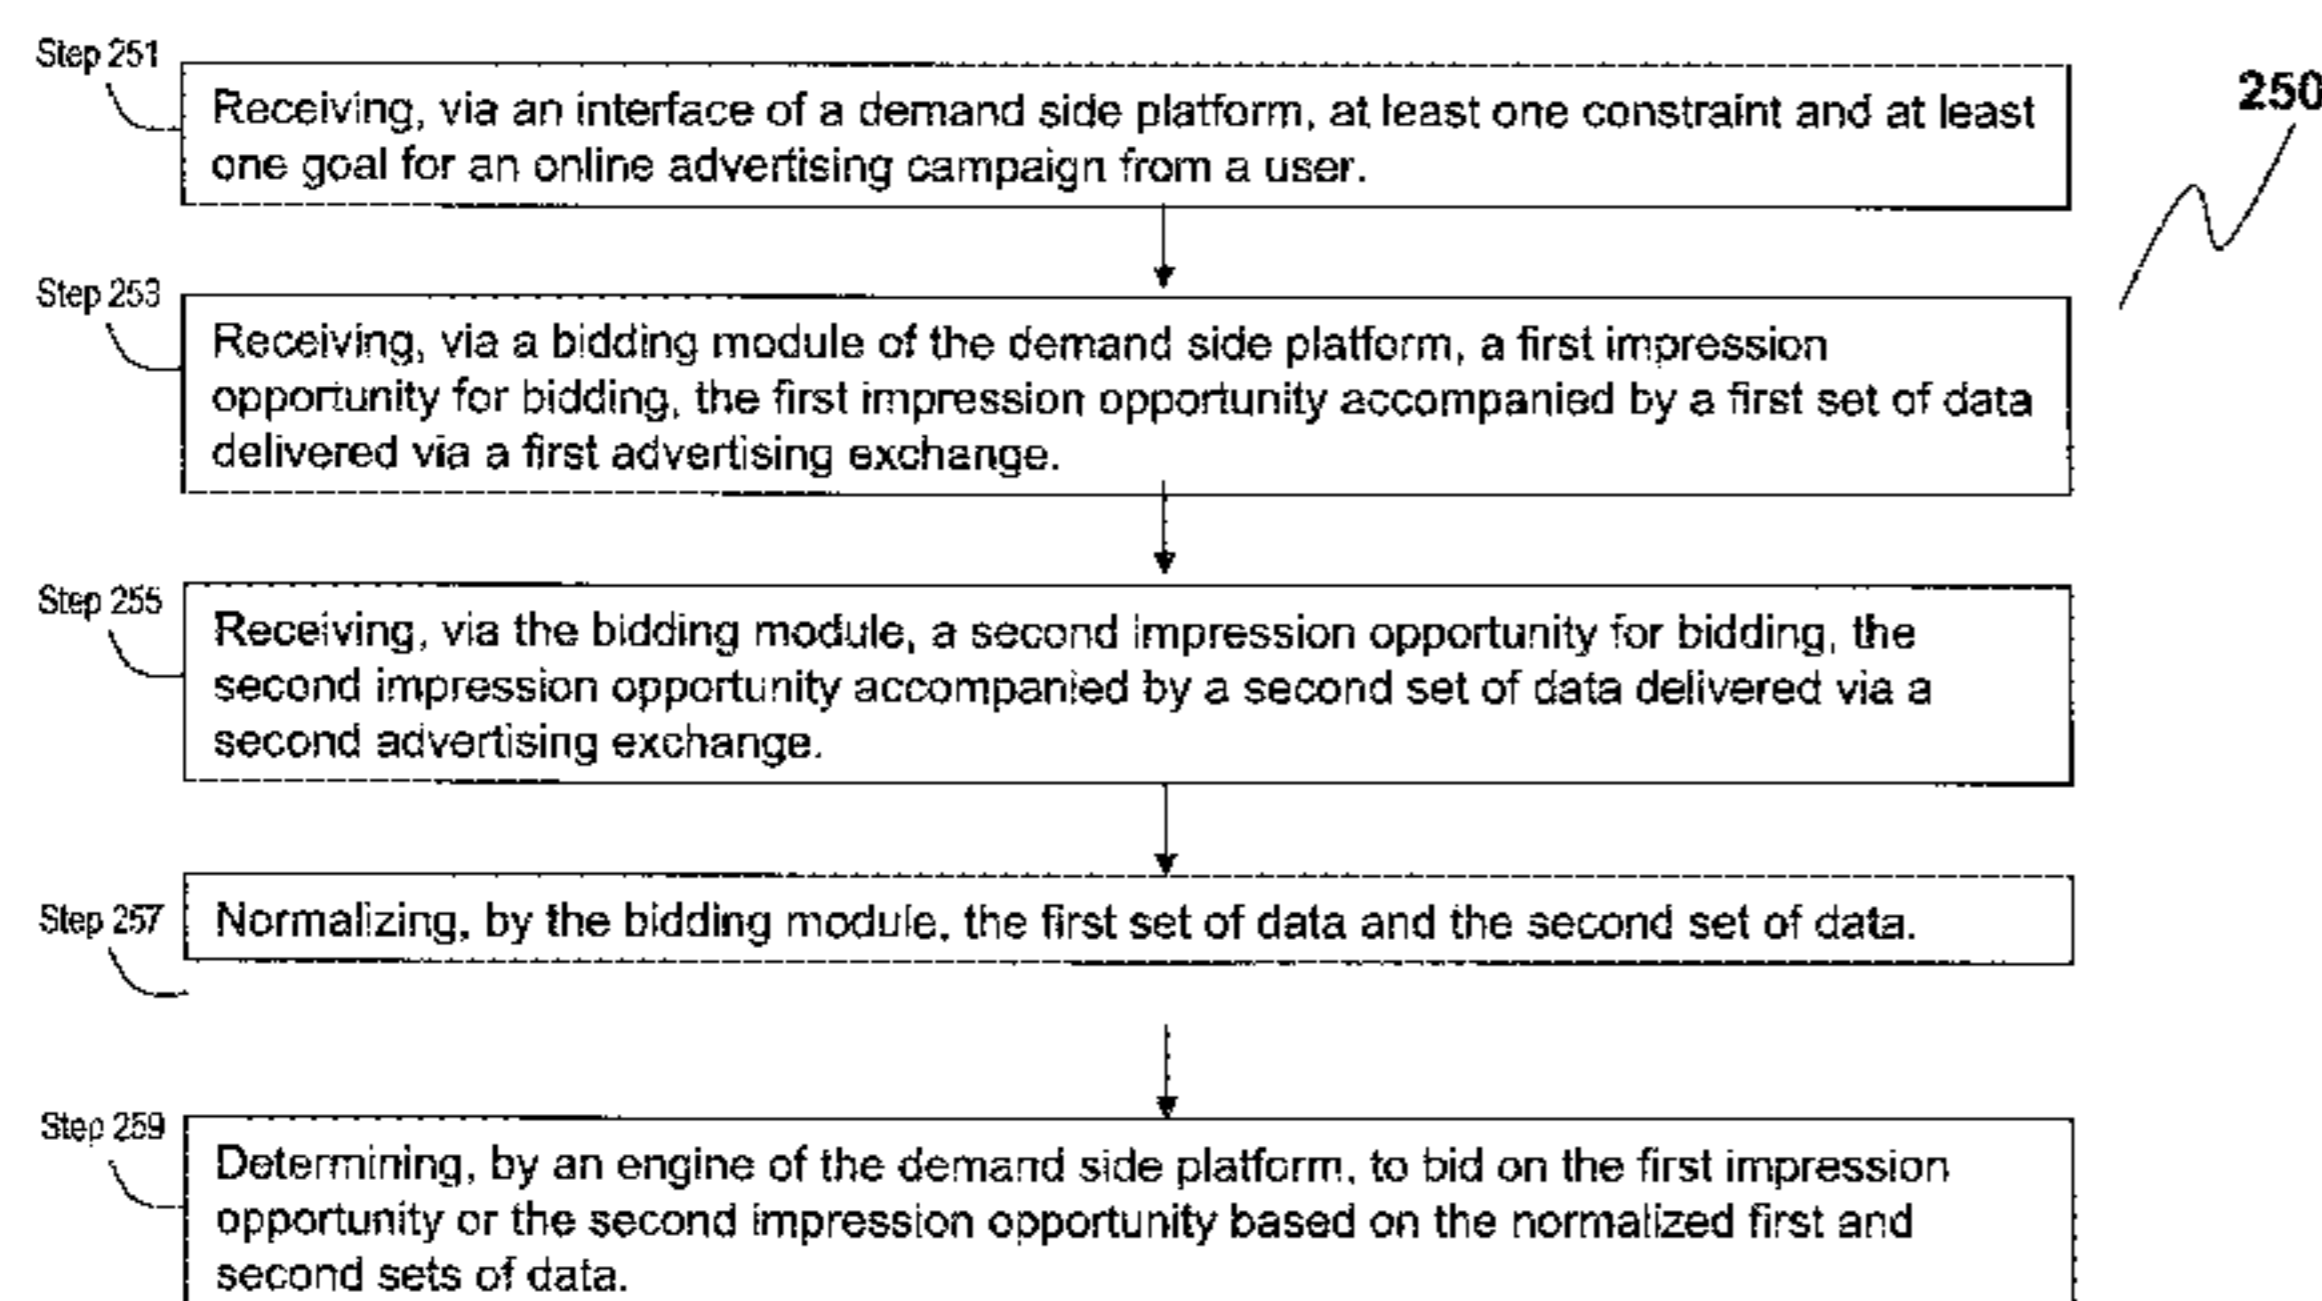 Step 251
250
Receiving, via an interface of a demand side platform, at least one constraint and at least
one goal for an online advertising campaign from a user.
Step 253
Receiving, via a bidding module of the demand side platform, a first impression
opportunity for bidding, the first impression opportunity accompanied by a first set of data
delivered via a first advertising exchange.
Step 255
Receiving, via the bidding module, a second impression opportunity for bidding, the
second impression opportunity accompanied by a second set of data delivered via a
second advertising exchange.
Step 257
Normalizing, by the bidding module, the first set of data and the second set of data.
Step 259
Determining, by an engine of the demand side platform, to bid on the first impression
opportunity or the second impression opportunity based on the normalized first and
second sets of data.